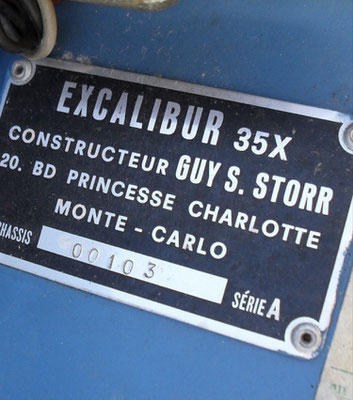 EXCALIBUR 35X
CONSTRUCTEUR GUY S. STORR
20. BD PRINCESSE CHARLOTTE
MONTE - CARLO
CHASSIS 00103 SÉRIE A